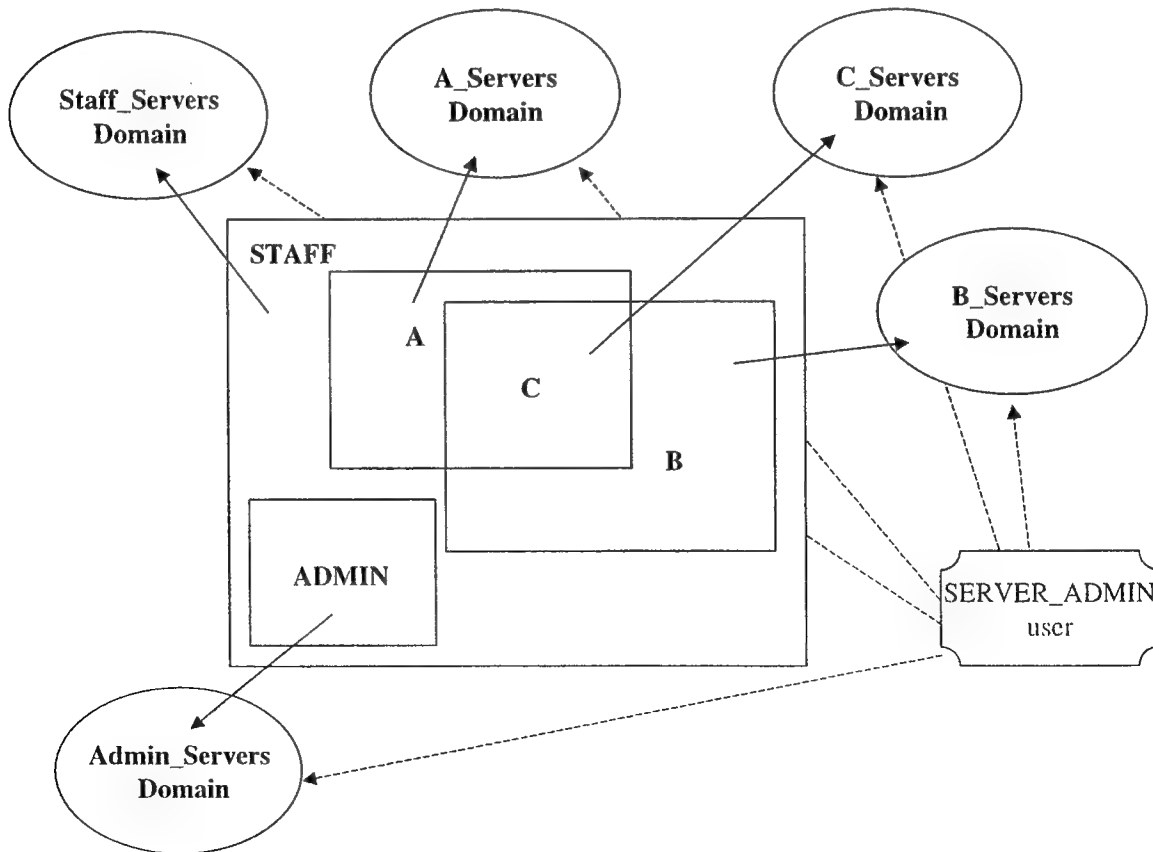 Staff_Servers
Domain
A_Servers
Domain
C_Servers
Domain
STAFF
B_Servers
Domain
A
C
B
ADMIN
SERVER_ADMIN
user
Admin_Servers
Domain